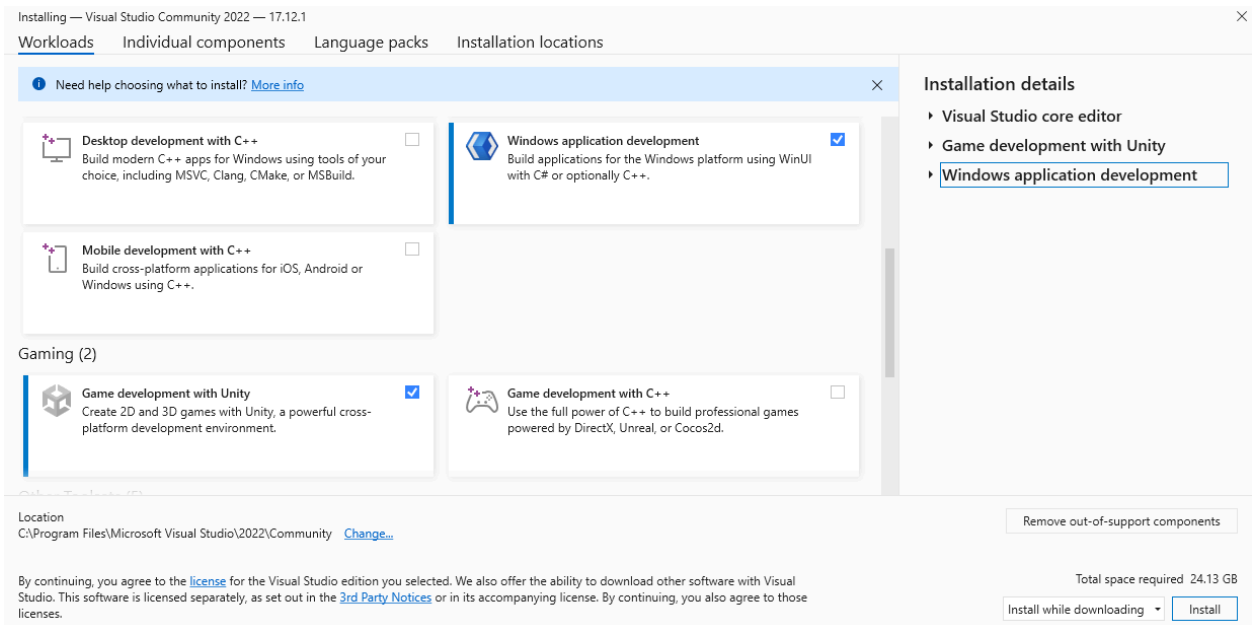 Installing — Visual Studio Community 2022 — 17.12.1
Workloads
Individual components
Language packs
Installation locations
Need help choosing what to install? More info
Desktop development with C++
Build modern C++ apps for Windows using tools of your
choice, including MSVC, Clang, CMake, or MSBuild.
Windows application development
Build applications for the Windows platform using WinUI
with C# or optionally C++.
Mobile development with C++
Build cross-platform applications for iOS, Android or
Windows using C++.
Gaming (2)
Game development with Unity
Create 2D and 3D games with Unity, a powerful cross-
platform development environment.
Game development with C++
Use the full power of C++ to build professional games
powered by DirectX, Unreal, or Cocos2d.
Other Toolsets (5)
Installation details
Visual Studio core editor
Game development with Unity
Windows application development
Location
C:\Program Files\Microsoft Visual Studio\2022\Community Change...
Remove out-of-support components
By continuing, you agree to the license for the Visual Studio edition you selected. We also offer the ability to download other software with Visual
Studio. This software is licensed separately, as set out in the 3rd Party Notices or in its accompanying license. By continuing, you also agree to those
licenses.
Total space required 24.13 GB
Install while downloading
Install